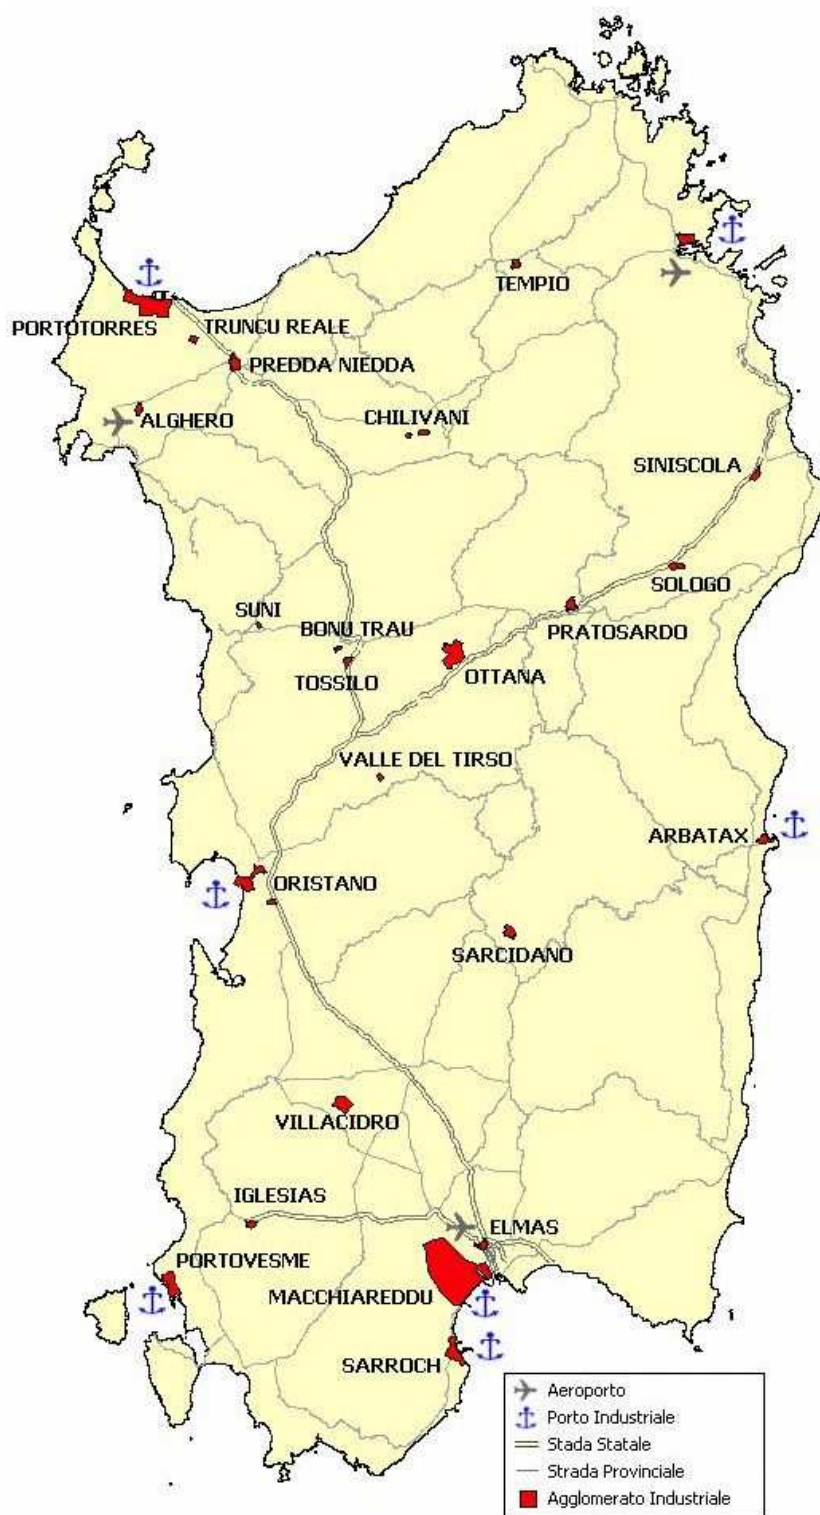 TEMPIO
PORTOTORRES
TRUNCU REALE
PREDDA NIEDDA
ALGHERO
CHILIVANI
SINISCOLA
SOLOGO
SUNI
PRATOSARDO
BONU TRAU
TOSSILO
OTTANA
VALLE DEL TIRSO
ARBATAX
ORISTANO
SARCIDANO
VILLACIDRO
IGLESIAS
ELMAS
PORTOVESME
MACCHIAREDDU
SARROCH
Aeroporto
Porto Industriale
Stada Statale
Strada Provinciale
Agglomerato Industriale